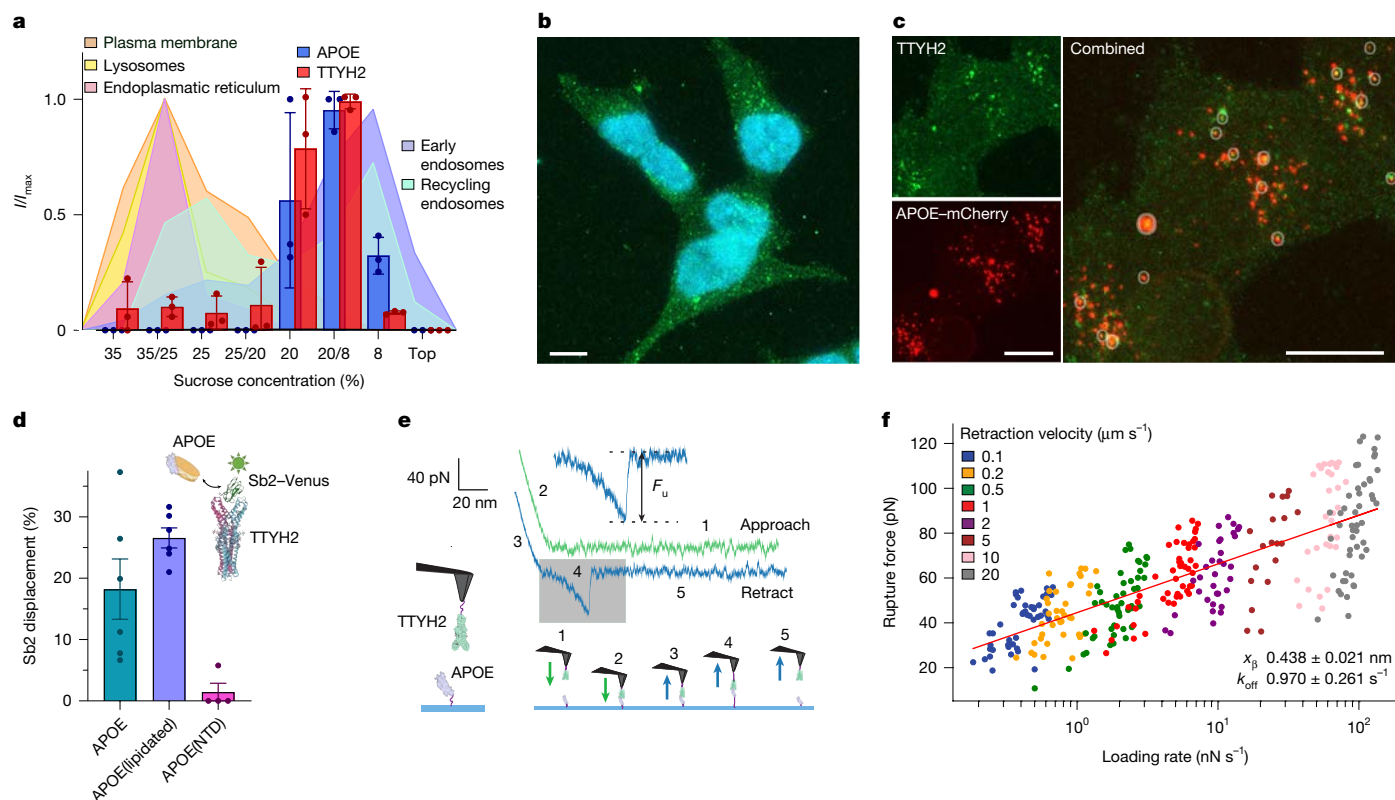 a
Plasma membrane
Lysosomes
Endoplasmatic reticulum
APOE
TTYH2
Early
endosomes
Recycling
endosomes
1.0
0.5
0
I/Imax
35
35/25
25
25/20
20
20/8
8
Top
Sucrose concentration (%)
b
c
TTYH2
Combined
APOE–mCherry
d
APOE
Sb2–Venus
TTYH2
30
20
10
0
Sb2 displacement (%)
APOE
APOE(lipidated)
APOE(NTD)
e
40 pN
20 nm
Fu
2
1
Approach
3
4
5
Retract
TTYH2
APOE
1
2
3
4
5
f
Retraction velocity (μm s−1)
0.1
0.2
0.5
1
2
5
10
20
120
100
80
60
40
20
Rupture force (pN)
xβ 0.438 ± 0.021 nm
koff 0.970 ± 0.261 s−1
10⁰
10¹
10²
Loading rate (nN s−1)